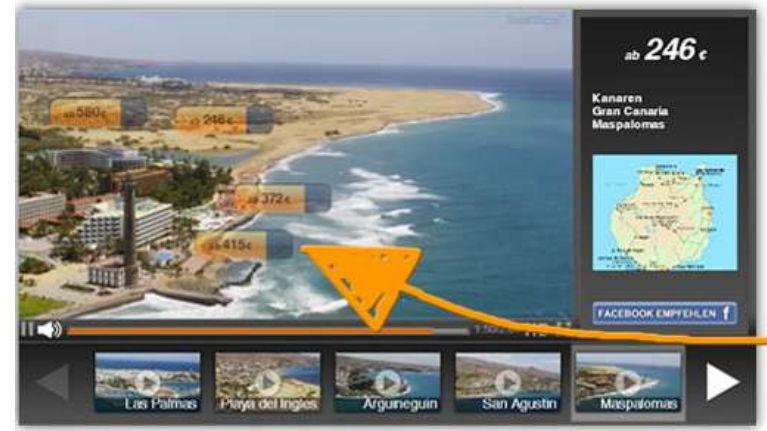 ab 246 €
Kanaren
Gran Canaria
Maspalomas
ab 580€
ab 246€
ab 372€
ab 415€
FACEBOOK EMPFEHLEN f
Las Palmas
Playa del Ingles
Arguineguin
San Agustin
Maspalomas